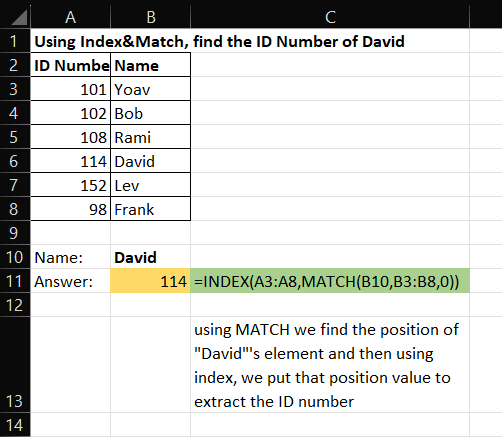 A B C
1 Using Index&Match, find the ID Number of David
2 ID Numbe Name
3 101 Yoav
4 102 Bob
5 108 Rami
6 114 David
7 152 Lev
8 98 Frank
9
10 Name: David
11 Answer: 114 =INDEX(A3:A8,MATCH(B10,B3:B8,0))
12
using MATCH we find the position of
"David"'s element and then using
index, we put that position value to
13 extract the ID number
14